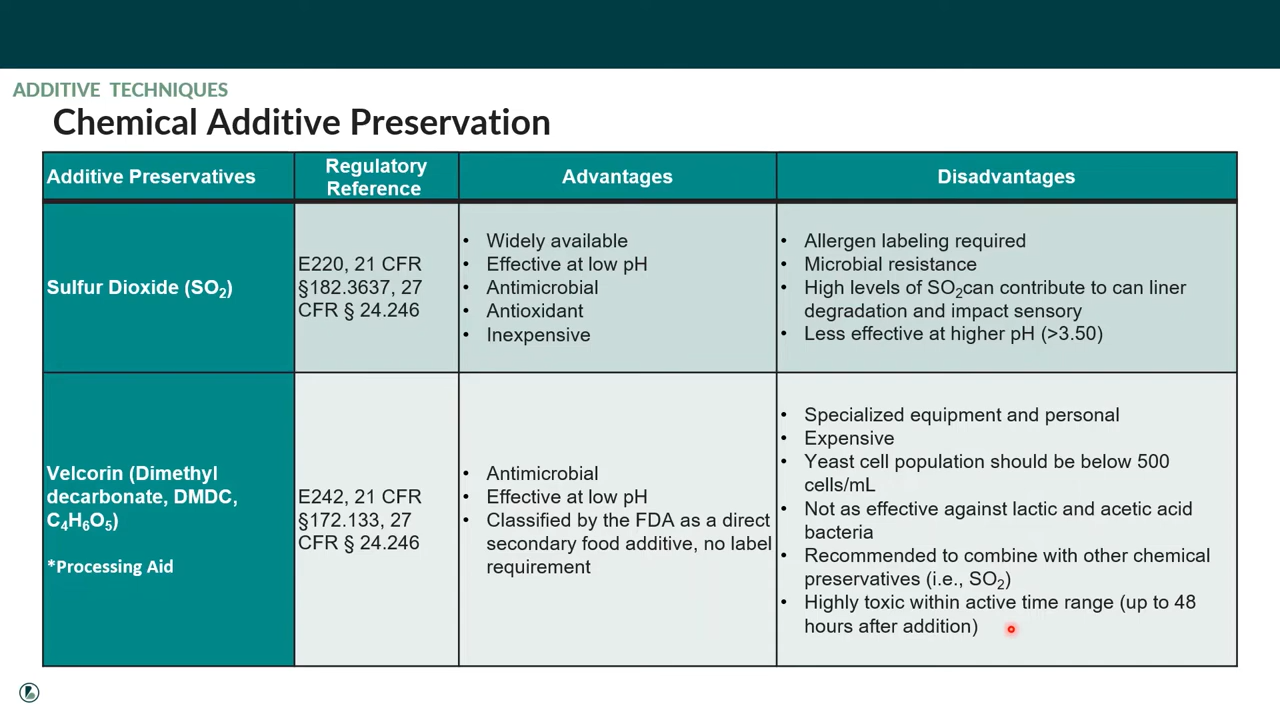 ADDITIVE TECHNIQUES
Chemical Additive Preservation
Additive Preservatives
Regulatory
Reference
Advantages
Disadvantages
Sulfur Dioxide (SO₂)
E220, 21 CFR
§182.3637, 27
CFR § 24.246
• Widely available
• Effective at low pH
• Antimicrobial
• Antioxidant
• Inexpensive
• Allergen labeling required
• Microbial resistance
• High levels of SO₂can contribute to can liner
degradation and impact sensory
• Less effective at higher pH (>3.50)
Velcorin (Dimethyl
decarbonate, DMDC,
C₄H₆O₅)
*Processing Aid
E242, 21 CFR
§172.133, 27
CFR § 24.246
• Antimicrobial
• Effective at low pH
• Classified by the FDA as a direct
secondary food additive, no label
requirement
• Specialized equipment and personal
• Expensive
• Yeast cell population should be below 500
cells/mL
• Not as effective against lactic and acetic acid
bacteria
• Recommended to combine with other chemical
preservatives (i.e., SO₂)
• Highly toxic within active time range (up to 48
hours after addition)